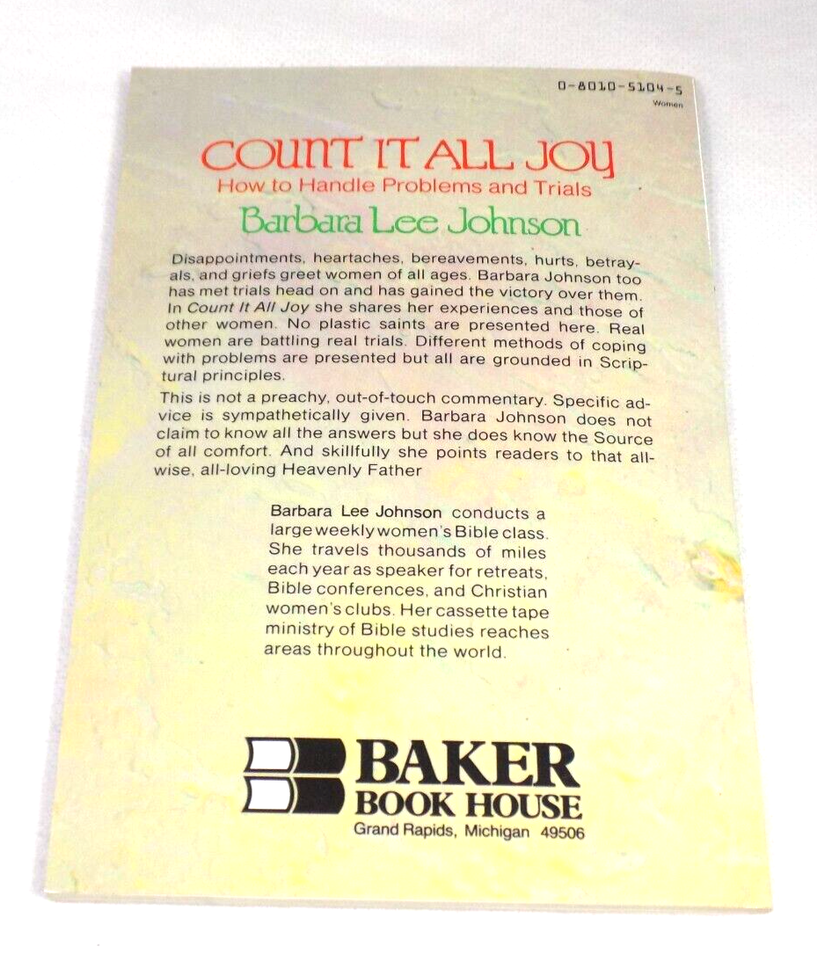 0-8010-5104-5
Women
COUNT IT ALL JOY
How to Handle Problems and Trials
Barbara Lee Johnson
Disappointments, heartaches, bereavements, hurts, betray-
als, and griefs greet women of all ages. Barbara Johnson too
has met trials head on and has gained the victory over them.
In Count It All Joy she shares her experiences and those of
other women. No plastic saints are presented here. Real
women are battling real trials. Different methods of coping
with problems are presented but all are grounded in Scrip-
tural principles.
This is not a preachy, out-of-touch commentary. Specific ad-
vice is sympathetically given. Barbara Johnson does not
claim to know all the answers but she does know the Source
of all comfort. And skillfully she points readers to that all-
wise, all-loving Heavenly Father
Barbara Lee Johnson conducts a
large weekly women's Bible class.
She travels thousands of miles
each year as speaker for retreats,
Bible conferences, and Christian
women's clubs. Her cassette tape
ministry of Bible studies reaches
areas throughout the world.
BAKER
BOOK HOUSE
Grand Rapids, Michigan 49506